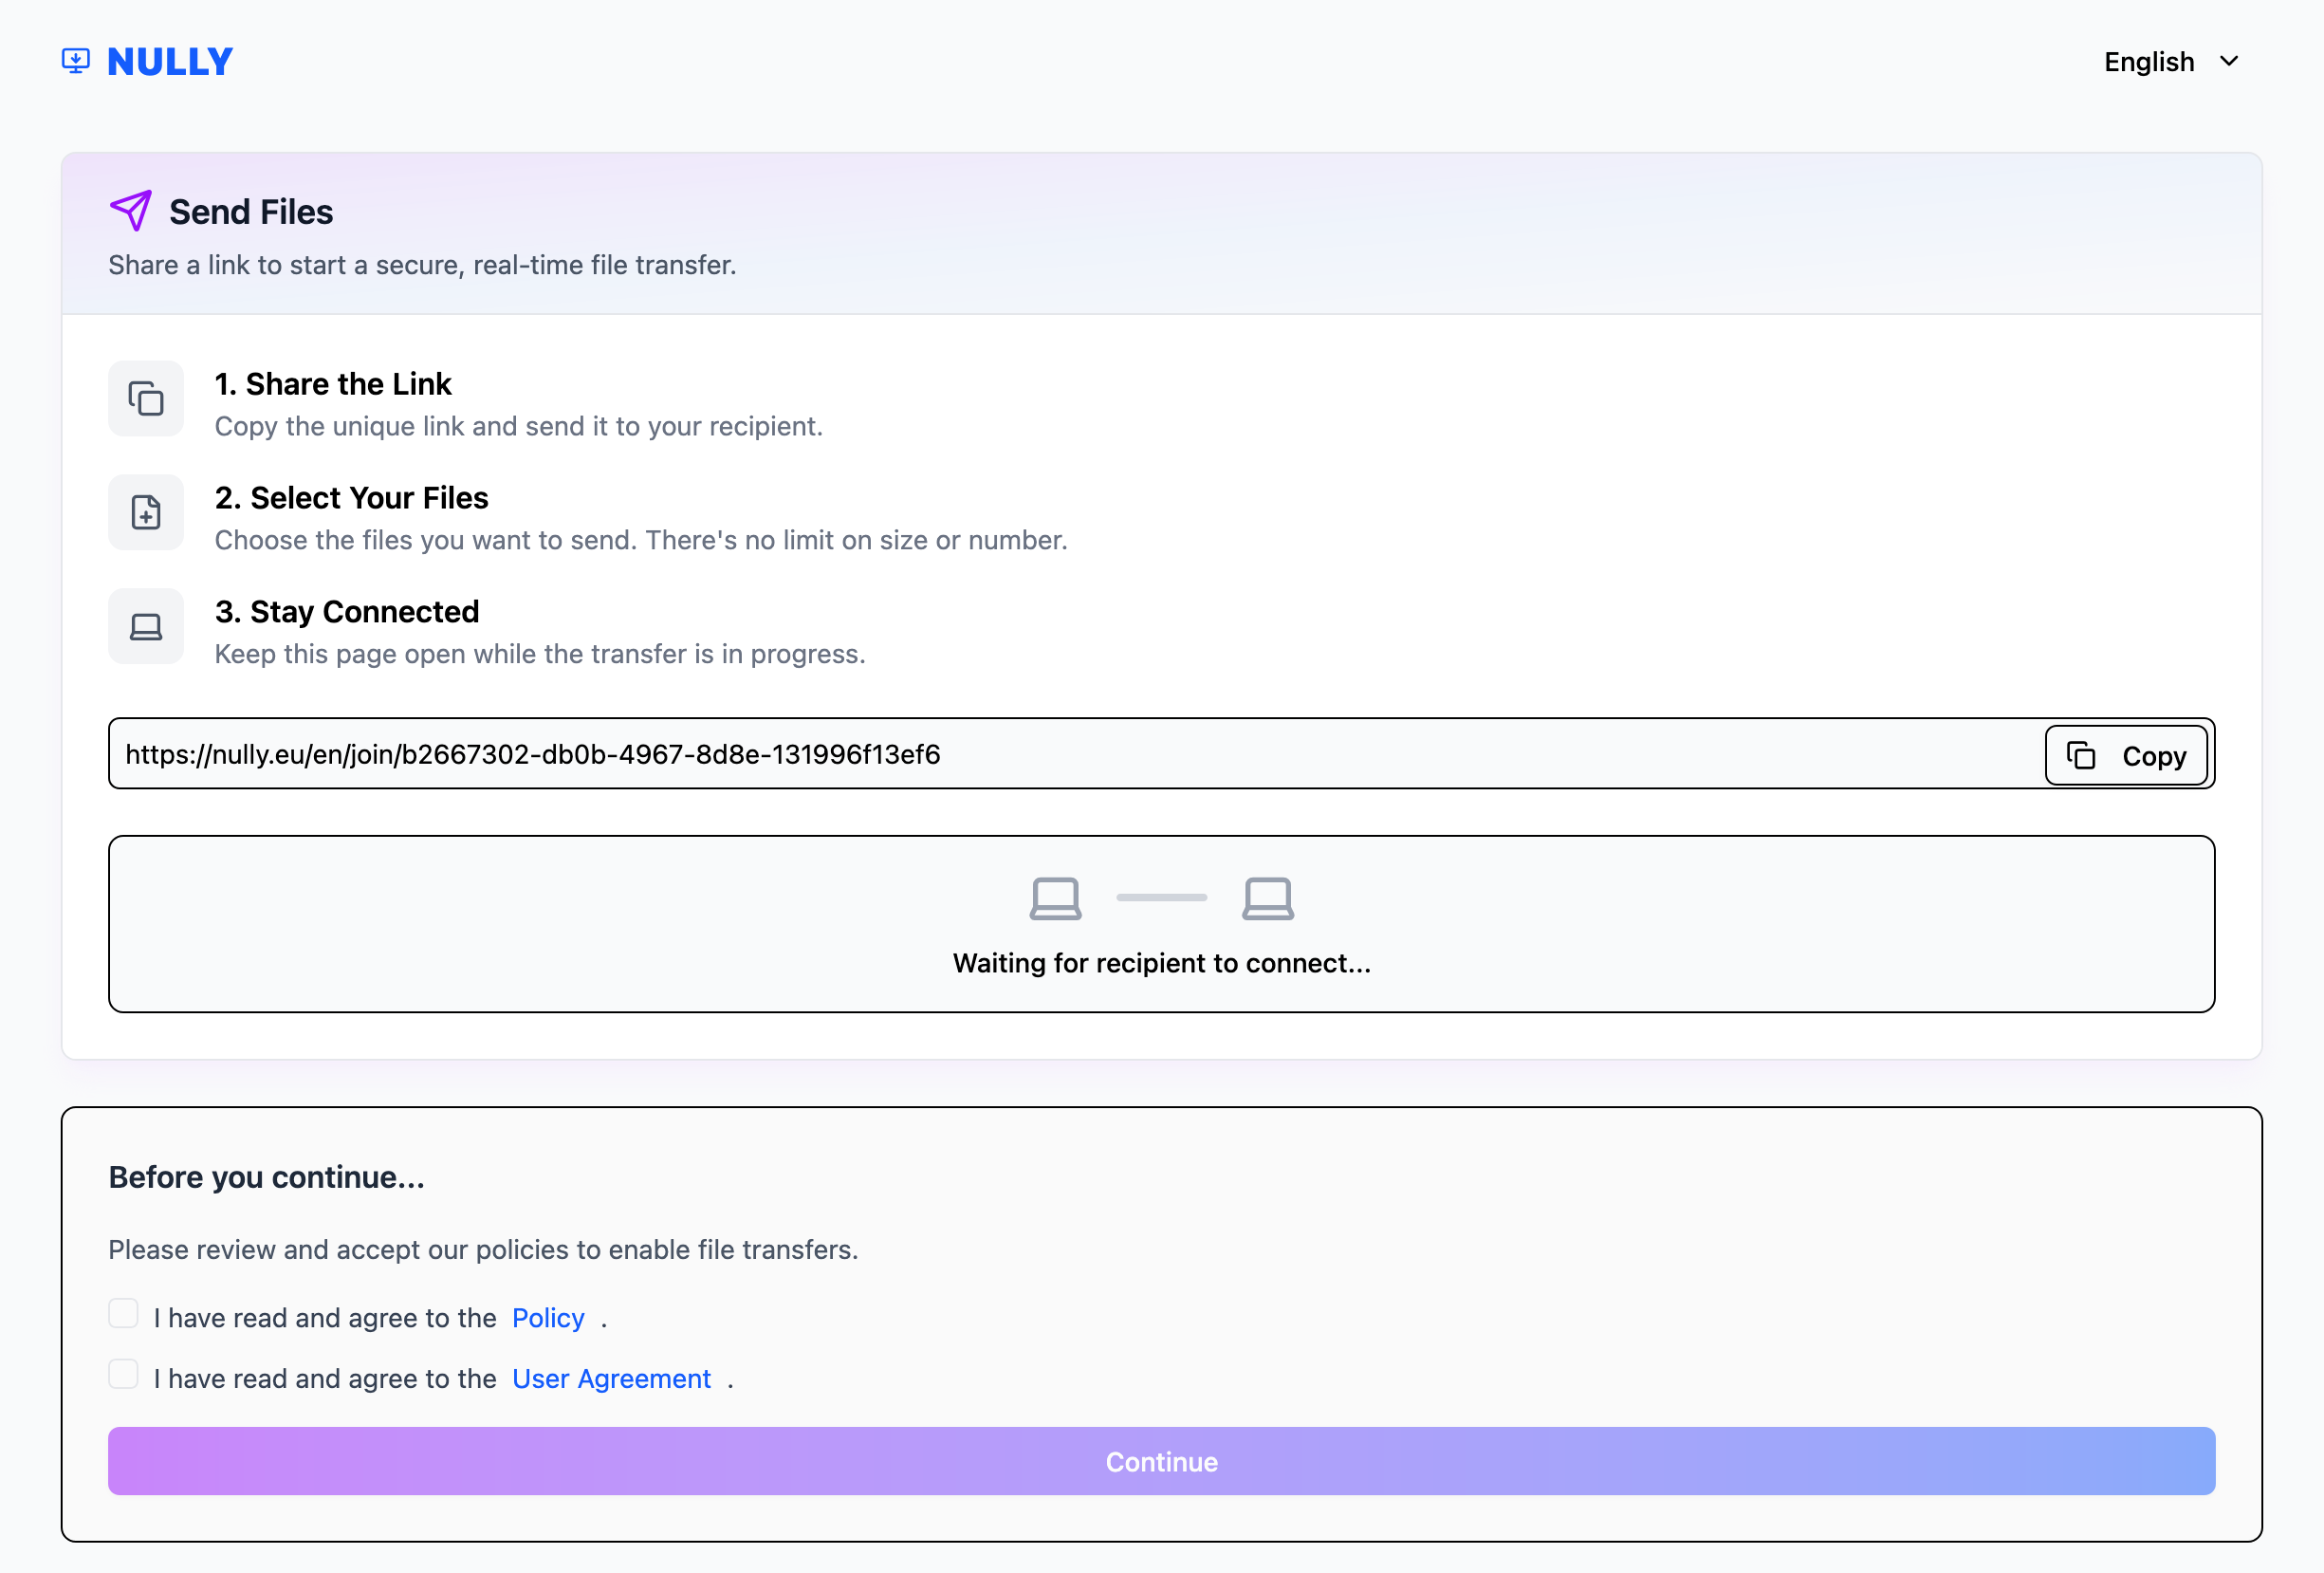 NULLY
English
Send Files
Share a link to start a secure, real-time file transfer.
1. Share the Link
Copy the unique link and send it to your recipient.
2. Select Your Files
Choose the files you want to send. There's no limit on size or number.
3. Stay Connected
Keep this page open while the transfer is in progress.
https://nully.eu/en/join/b2667302-db0b-4967-8d8e-131996f13ef6
Copy
Waiting for recipient to connect...
Before you continue...
Please review and accept our policies to enable file transfers.
I have read and agree to the Policy .
I have read and agree to the User Agreement .
Continue